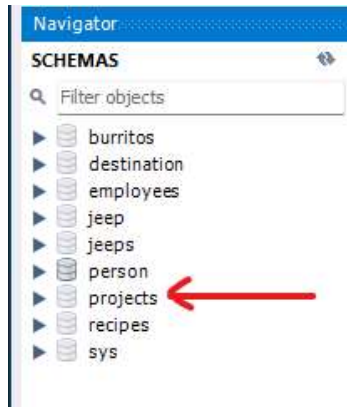 Navigator
SCHEMAS
Filter objects
burritos
destination
employees
jeep
jeeps
person
projects
recipes
sys